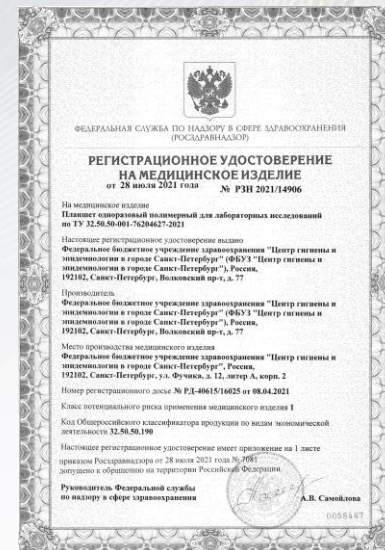 ФЕДЕРАЛЬНАЯ СЛУЖБА ПО НАДЗОРУ В СФЕРЕ ЗДРАВООХРАНЕНИЯ
(РОСЗДРАВНАДЗОР)
РЕГИСТРАЦИОННОЕ УДОСТОВЕРЕНИЕ
НА МЕДИЦИНСКОЕ ИЗДЕЛИЕ
от 28 июля 2021 года № РЗН 2021/14906
На медицинское изделие
Планшет одноразовый полимерный для лабораторных исследований
по ТУ 32.50.50-001-76204627-2021
Настоящее регистрационное удостоверение выдано
Федеральное бюджетное учреждение здравоохранения "Центр гигиены и
эпидемиологии в городе Санкт-Петербург" (ФБУЗ "Центр гигиены и
эпидемиологии в городе Санкт-Петербург"), Россия,
192102, Санкт-Петербург, Волковский пр-т, д. 77
Производитель
Федеральное бюджетное учреждение здравоохранения "Центр гигиены и
эпидемиологии в городе Санкт-Петербург" (ФБУЗ "Центр гигиены и
эпидемиологии в городе Санкт-Петербург"), Россия,
192102, Санкт-Петербург, Волковский пр-т, д. 77
Место производства медицинского изделия
Федеральное бюджетное учреждение здравоохранения "Центр гигиены и
эпидемиологии в городе Санкт-Петербург", Россия,
192102, Санкт-Петербург, ул. Фучика, д. 12, литер А, корп. 2
Номер регистрационного досье № РД-40615/16025 от 08.04.2021
Класс потенциального риска применения медицинского изделия 1
Код Общероссийского классификатора продукции по видам экономической
деятельности 32.50.50.190
Настоящее регистрационное удостоверение имеет приложение на 1 листе
приказом Росздравнадзора от 28 июля 2021 года № 7081
допущено к обращению на территории Российской Федерации.
Руководитель Федеральной службы
по надзору в сфере здравоохранения
А.В. Самойлова
0058467